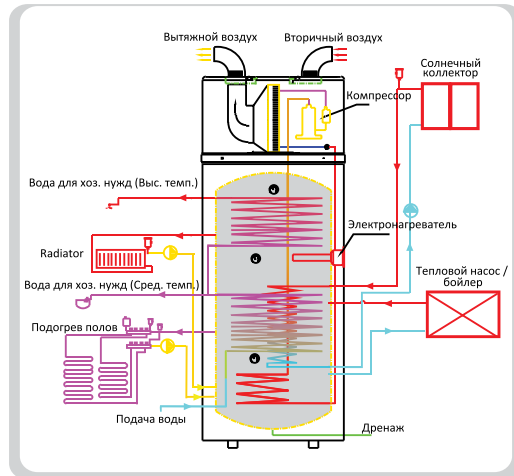 Вытяжной воздух
Вторичный воздух
Солнечный
коллектор
Компрессор
Вода для хоз. нужд (Выс. темп.)
Электронагреватель
Radiator
Тепловой насос /
бойлер
Вода для хоз. нужд (Сред. темп.)
Подогрев полов
Подача воды
Дренаж